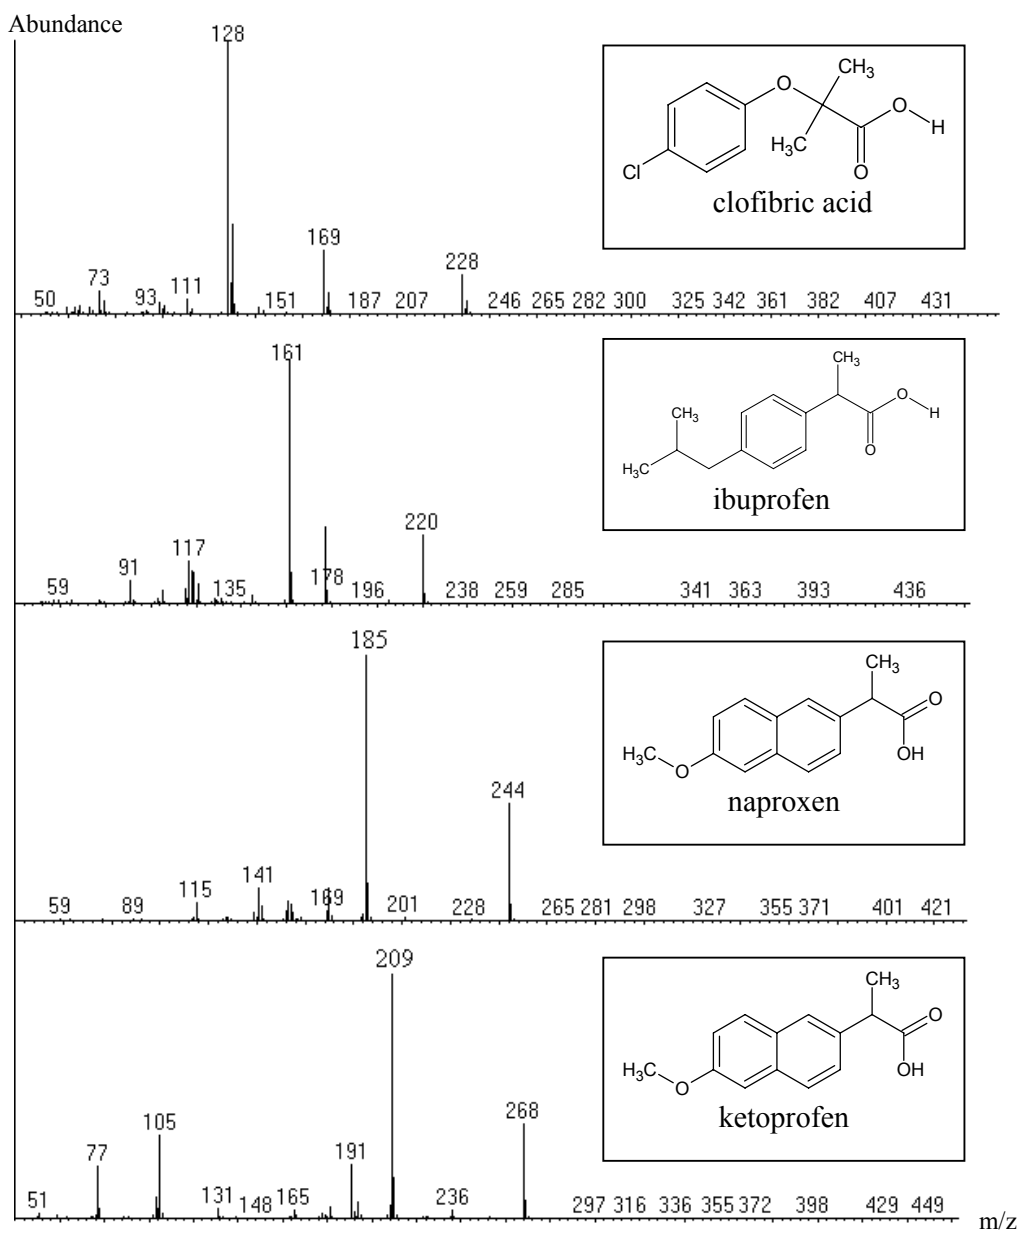 Abundance
128
CH₃
O
O
H
H₃C
O
Cl
clofibric acid
169
228
73
50
93
111
151
187
207
246
265
282
300
325
342
361
382
407
431
161
CH₃
CH₃
O
H
O
H₃C
ibuprofen
220
117
91
59
135
178
196
238
259
285
341
363
393
436
185
CH₃
O
OH
H₃C
O
naproxen
244
141
115
59
89
169
201
228
265
281
298
327
355
371
401
421
209
CH₃
O
OH
H₃C
O
ketoprofen
268
105
77
191
51
131
148
165
236
297
316
336
355
372
398
429
449
m/z